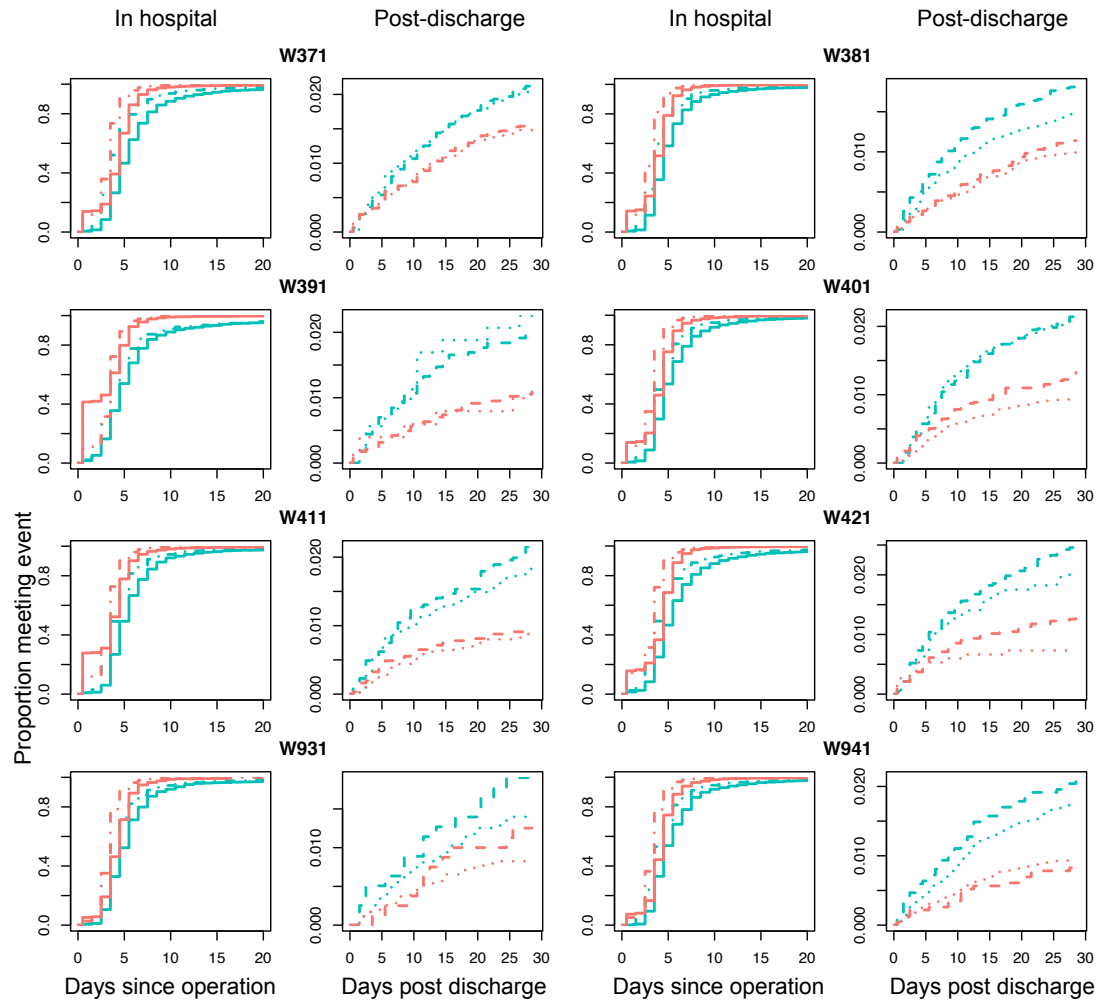 In hospital Post-discharge In hospital Post-discharge
W371 W381
0.0 0.4 0.8 0.000 0.010 0.020 0.0 0.4 0.8 0.000 0.010
0 5 10 15 20 0 5 10 15 20 25 30 0 5 10 15 20 0 5 10 15 20 25 30
W391 W401
0.0 0.4 0.8 0.000 0.010 0.020 0.0 0.4 0.8 0.000 0.010 0.020
0 5 10 15 20 0 5 10 15 20 25 30 0 5 10 15 20 0 5 10 15 20 25 30
W411 W421
0.0 0.4 0.8 0.000 0.010 0.020 0.0 0.4 0.8 0.000 0.010 0.020
0 5 10 15 20 0 5 10 15 20 25 30 0 5 10 15 20 0 5 10 15 20 25 30
Proportion meeting event
W931 W941
0.0 0.4 0.8 0.000 0.010 0.0 0.4 0.8 0.000 0.010 0.020
0 5 10 15 20 0 5 10 15 20 25 30 0 5 10 15 20 0 5 10 15 20 25 30
Days since operation Days post discharge Days since operation Days post discharge